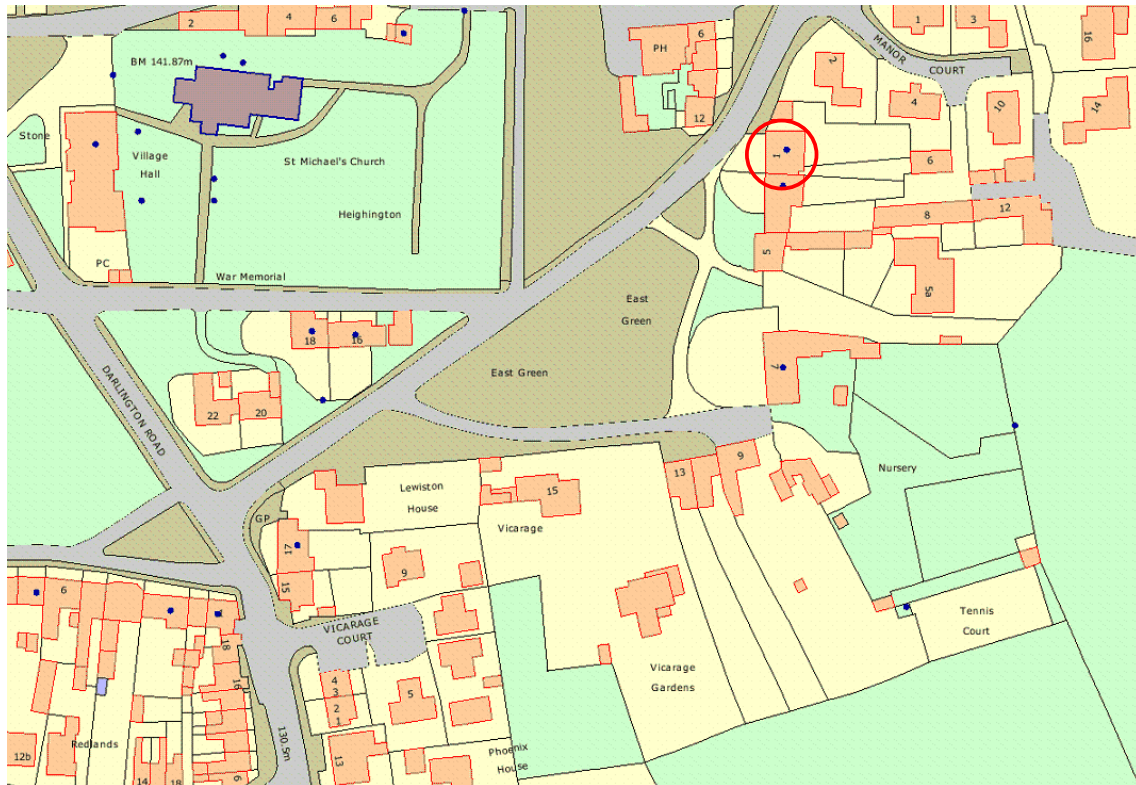 2
4
6
PH
6
1
3
16
BM 141.87m
MANOR
COURT
2
4
10
14
12
Stone
Village
Hall
St Michael's Church
1
6
Heighington
8
12
PC
War Memorial
5
5a
East
Green
18
16
East Green
7
DARLINGTON ROAD
22
20
9
13
Nursery
Lewiston
House
15
GP
Vicarage
17
9
15
6
1
VICARAGE
COURT
Tennis
Court
18
16
4
3
2
1
5
Vicarage
Gardens
130.5m
Redlands
12b
14
18
6
13
Phoenix
House